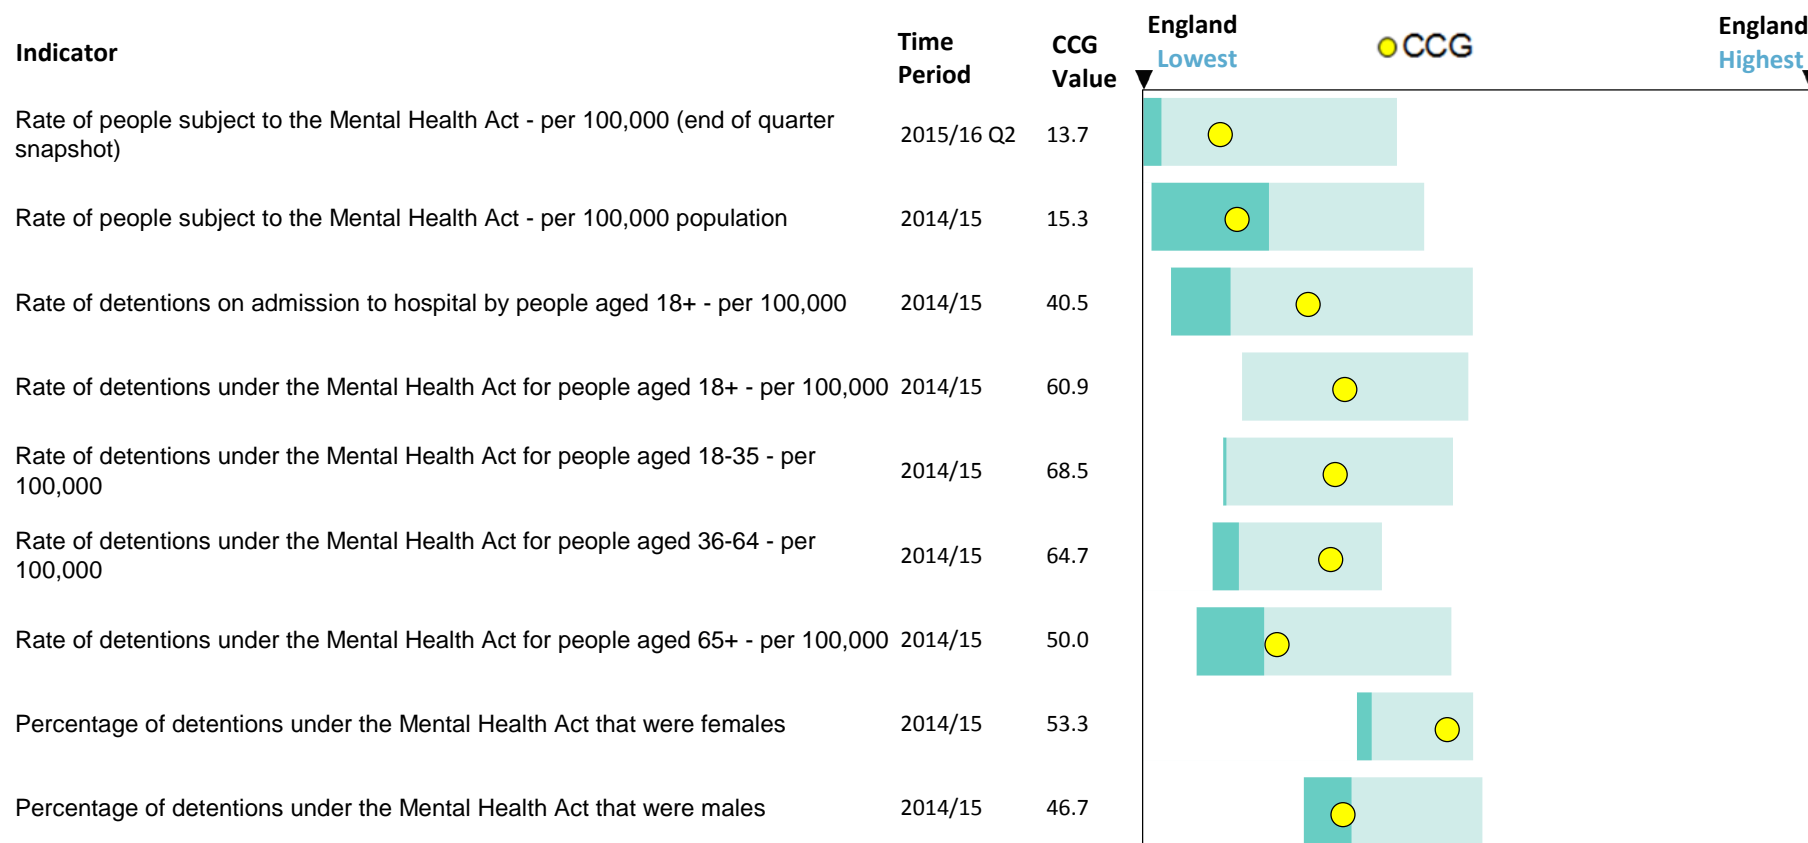 Indicator
Time Period
CCG Value
England Lowest
CCG
England Highest
Rate of people subject to the Mental Health Act - per 100,000 (end of quarter
snapshot)
2015/16 Q2
13.7
Rate of people subject to the Mental Health Act - per 100,000 population
2014/15
15.3
Rate of detentions on admission to hospital by people aged 18+ - per 100,000
2014/15
40.5
Rate of detentions under the Mental Health Act for people aged 18+ - per 100,000
2014/15
60.9
Rate of detentions under the Mental Health Act for people aged 18-35 - per
100,000
2014/15
68.5
Rate of detentions under the Mental Health Act for people aged 36-64 - per
100,000
2014/15
64.7
Rate of detentions under the Mental Health Act for people aged 65+ - per 100,000
2014/15
50.0
Percentage of detentions under the Mental Health Act that were females
2014/15
53.3
Percentage of detentions under the Mental Health Act that were males
2014/15
46.7